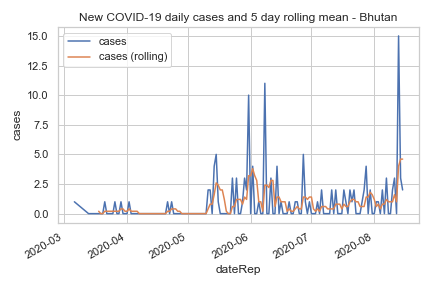 New COVID-19 daily cases and 5 day rolling mean - Bhutan
cases
cases (rolling)
15.0
12.5
10.0
7.5
5.0
2.5
0.0
cases
2020-03
2020-04
2020-05
2020-06
2020-07
2020-08
dateRep